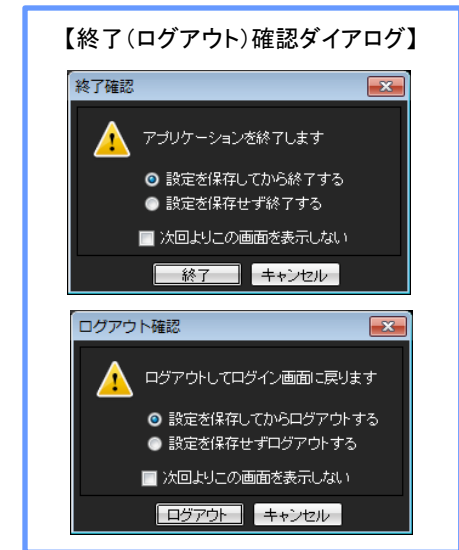 【終了(ログアウト)確認ダイアログ】
終了確認
アプリケーションを終了します
設定を保存してから終了する
設定を保存せず終了する
次回よりこの画面を表示しない
終了 キャンセル
ログアウト確認
ログアウトしてログイン画面に戻ります
設定を保存してからログアウトする
設定を保存せずログアウトする
次回よりこの画面を表示しない
ログアウト キャンセル